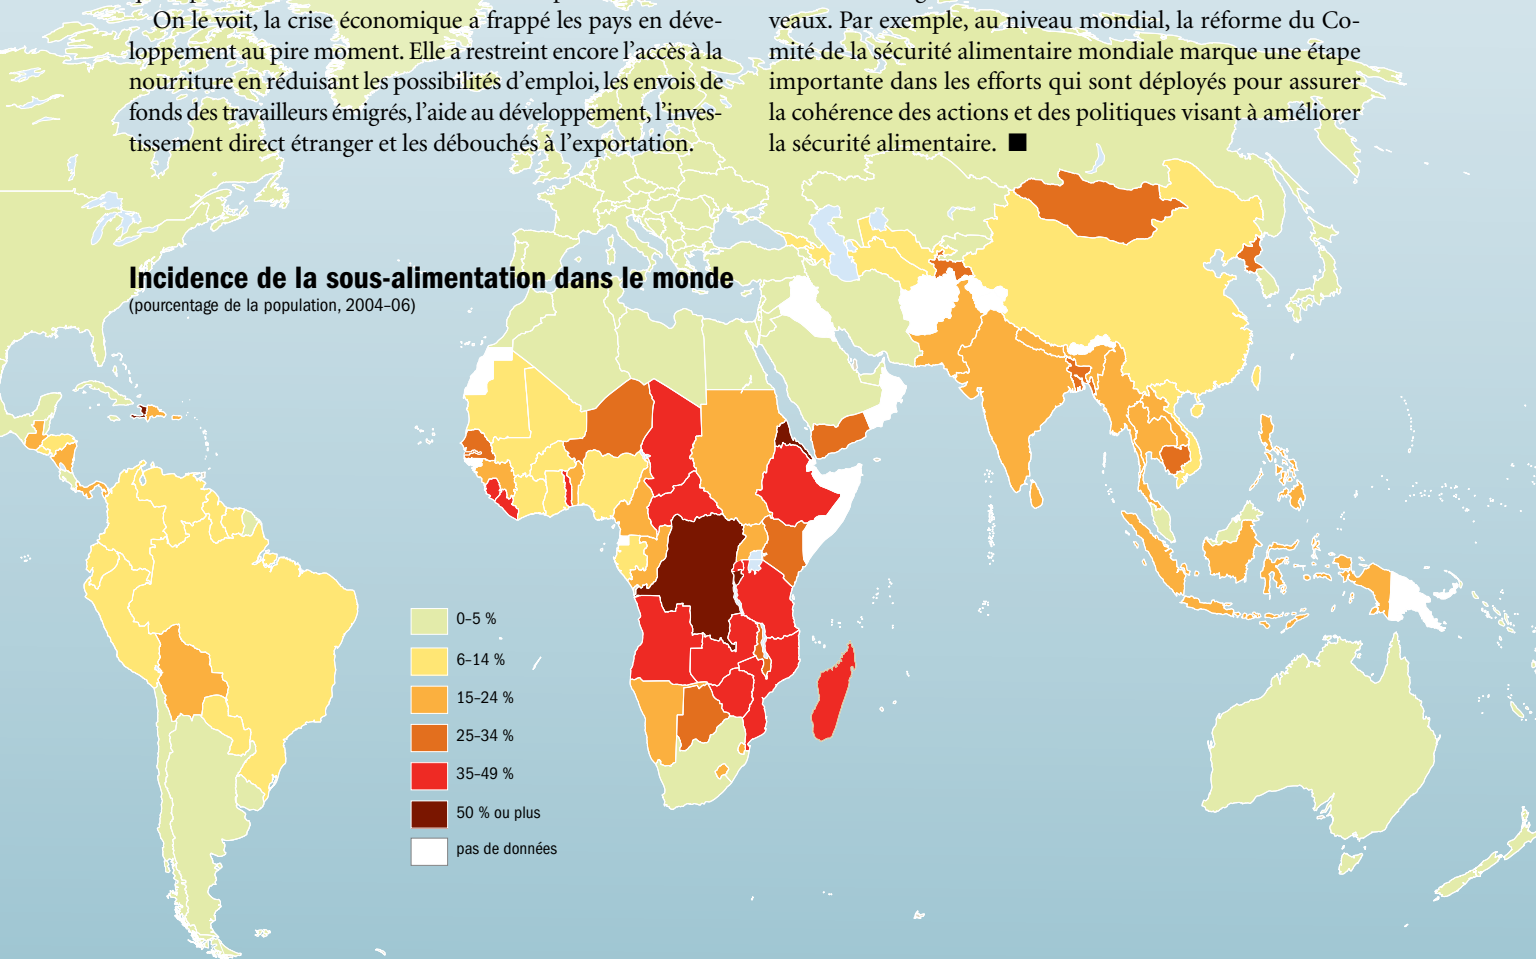 On le voit, la crise économique a frappé les pays en déve-
loppement au pire moment. Elle a restreint encore l’accès à la
nourriture en réduisant les possibilités d’emploi, les envois de
fonds des travailleurs émigrés, l’aide au développement, l’inves-
tissement direct étranger et les débouchés à l’exportation.
veaux. Par exemple, au niveau mondial, la réforme du Co-
mité de la sécurité alimentaire mondiale marque une étape
importante dans les efforts qui sont déployés pour assurer
la cohérence des actions et des politiques visant à améliorer
la sécurité alimentaire. ■
Incidence de la sous-alimentation dans le monde
(pourcentage de la population, 2004–06)
0–5 %
6–14 %
15–24 %
25–34 %
35–49 %
50 % ou plus
pas de données